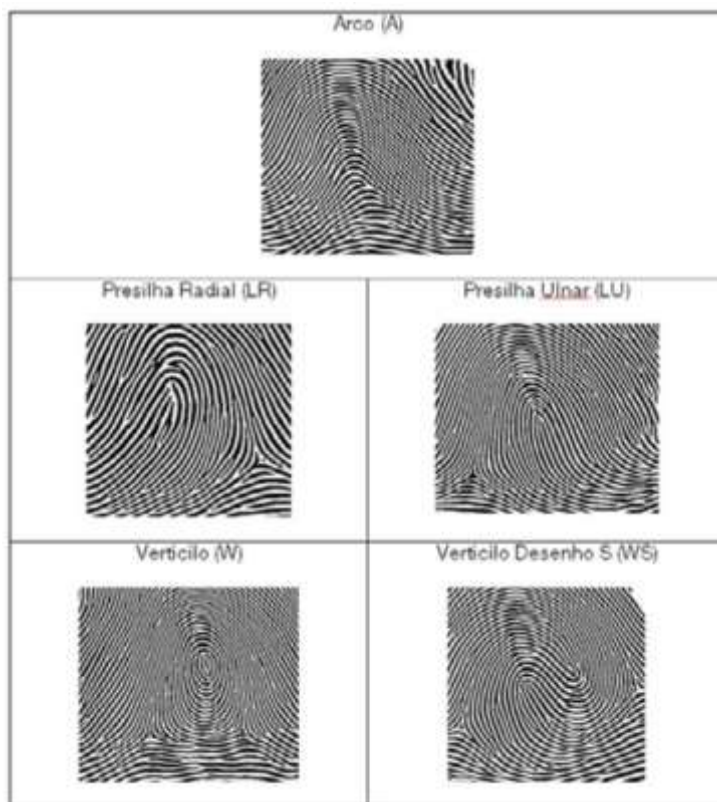 Arco (A)
Presilha Radial (LR)
Presilha Ulnar (LU)
Verticilo (W)
Verticilo Desenho S (WS)